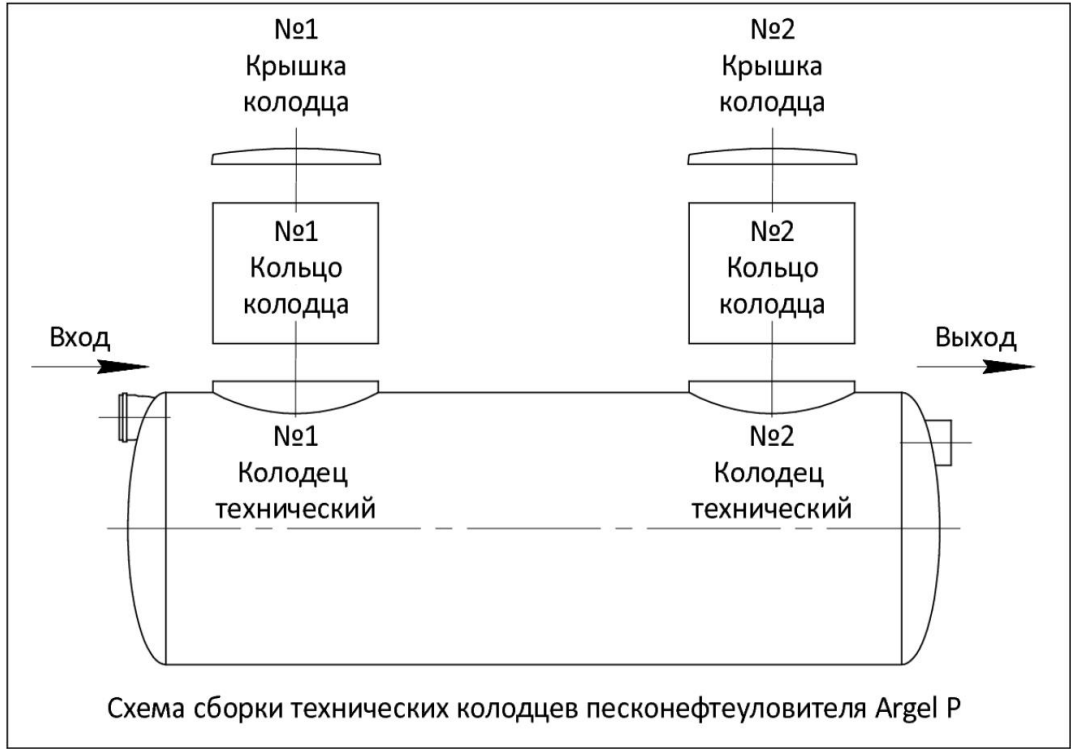 №1
Крышка
колодца
№2
Крышка
колодца
№1
Кольцо
колодца
№2
Кольцо
колодца
Вход
Выход
№1
Колодец
технический
№2
Колодец
технический
Схема сборки технических колодцев песконефтеуловителя Argel P